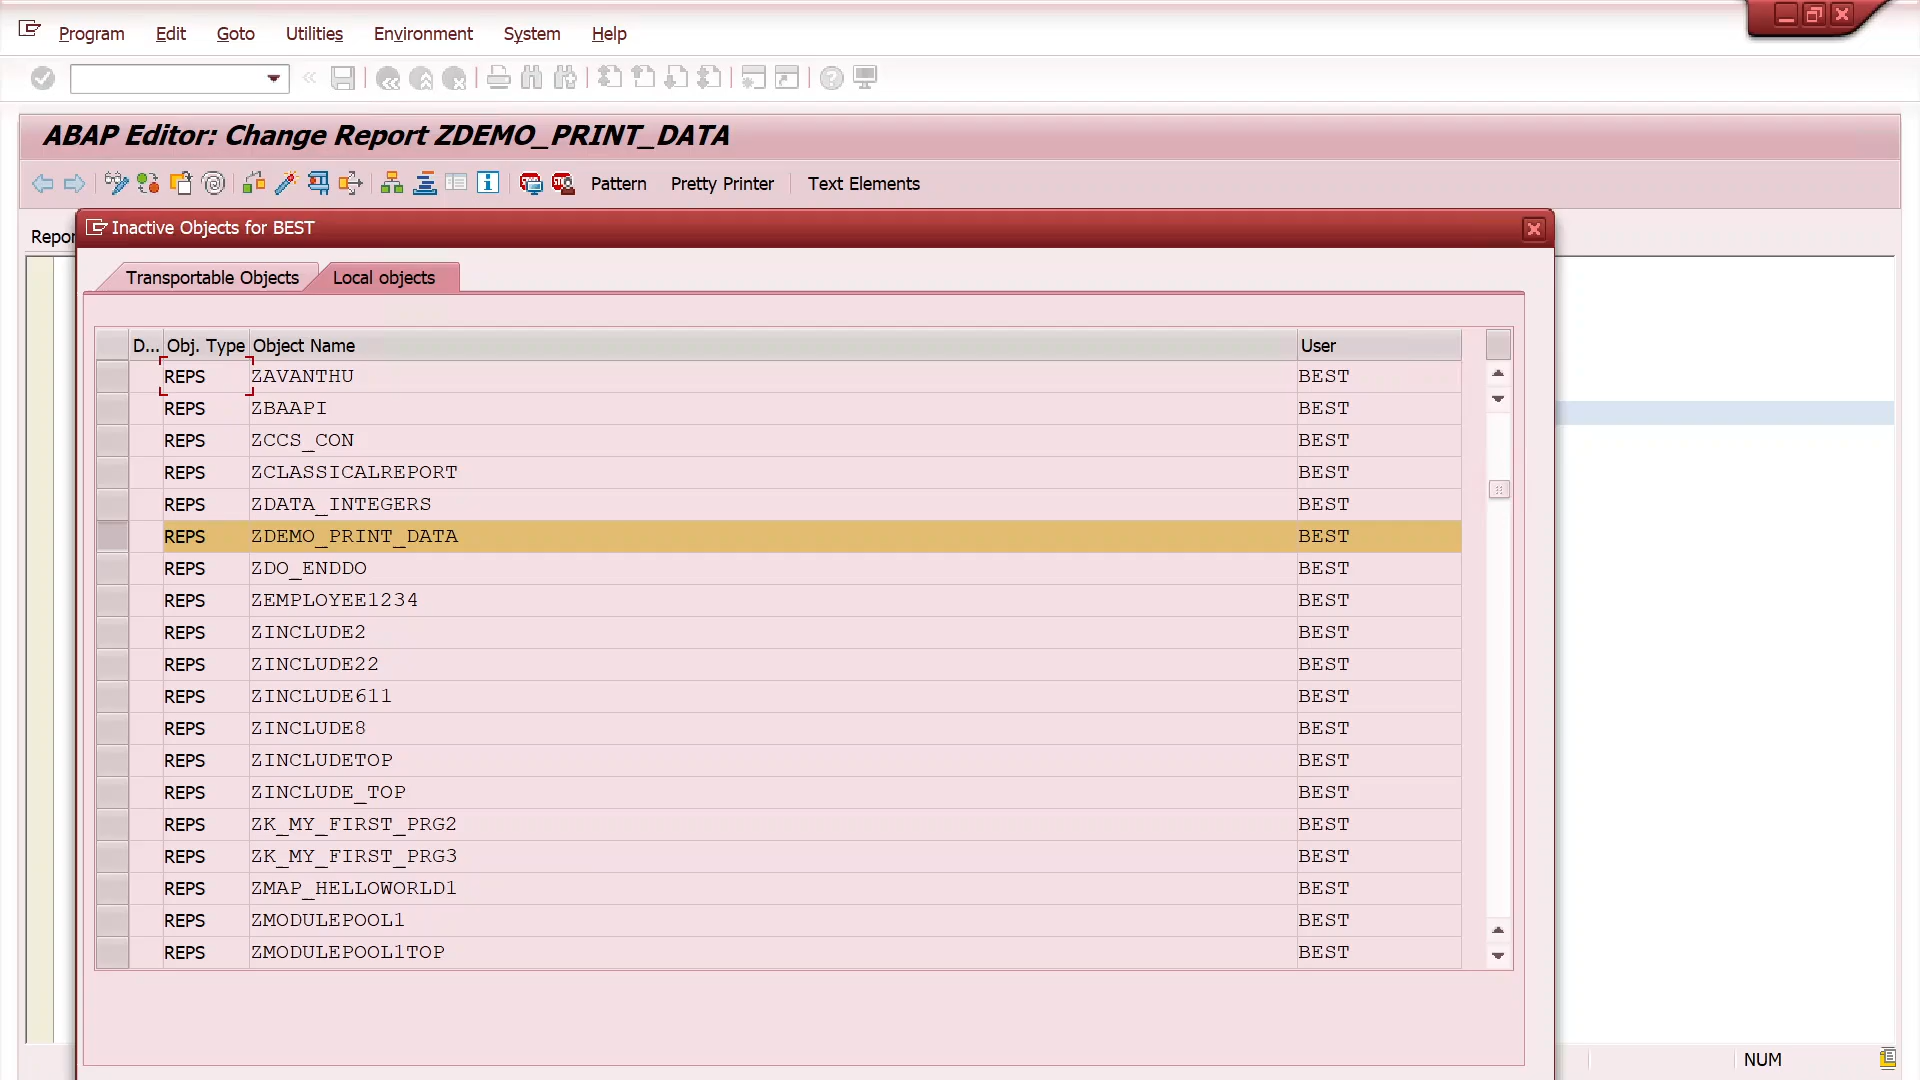 Program Edit Goto Utilities Environment System Help
ABAP Editor: Change Report ZDEMO_PRINT_DATA
Pattern Pretty Printer Text Elements
Repor
Inactive Objects for BEST
Transportable Objects Local objects
D... Obj. Type Object Name User
REPS ZAVANTHU BEST
REPS ZBAAPI BEST
REPS ZCCS_CON BEST
REPS ZCLASSICALREPORT BEST
REPS ZDATA_INTEGERS BEST
REPS ZDEMO_PRINT_DATA BEST
REPS ZDO_ENDDO BEST
REPS ZEMPLOYEE1234 BEST
REPS ZINCLUDE2 BEST
REPS ZINCLUDE22 BEST
REPS ZINCLUDE611 BEST
REPS ZINCLUDE8 BEST
REPS ZINCLUDETOP BEST
REPS ZINCLUDE_TOP BEST
REPS ZK_MY_FIRST_PRG2 BEST
REPS ZK_MY_FIRST_PRG3 BEST
REPS ZMAP_HELLOWORLD1 BEST
REPS ZMODULEPOOL1 BEST
REPS ZMODULEPOOL1TOP BEST
NUM